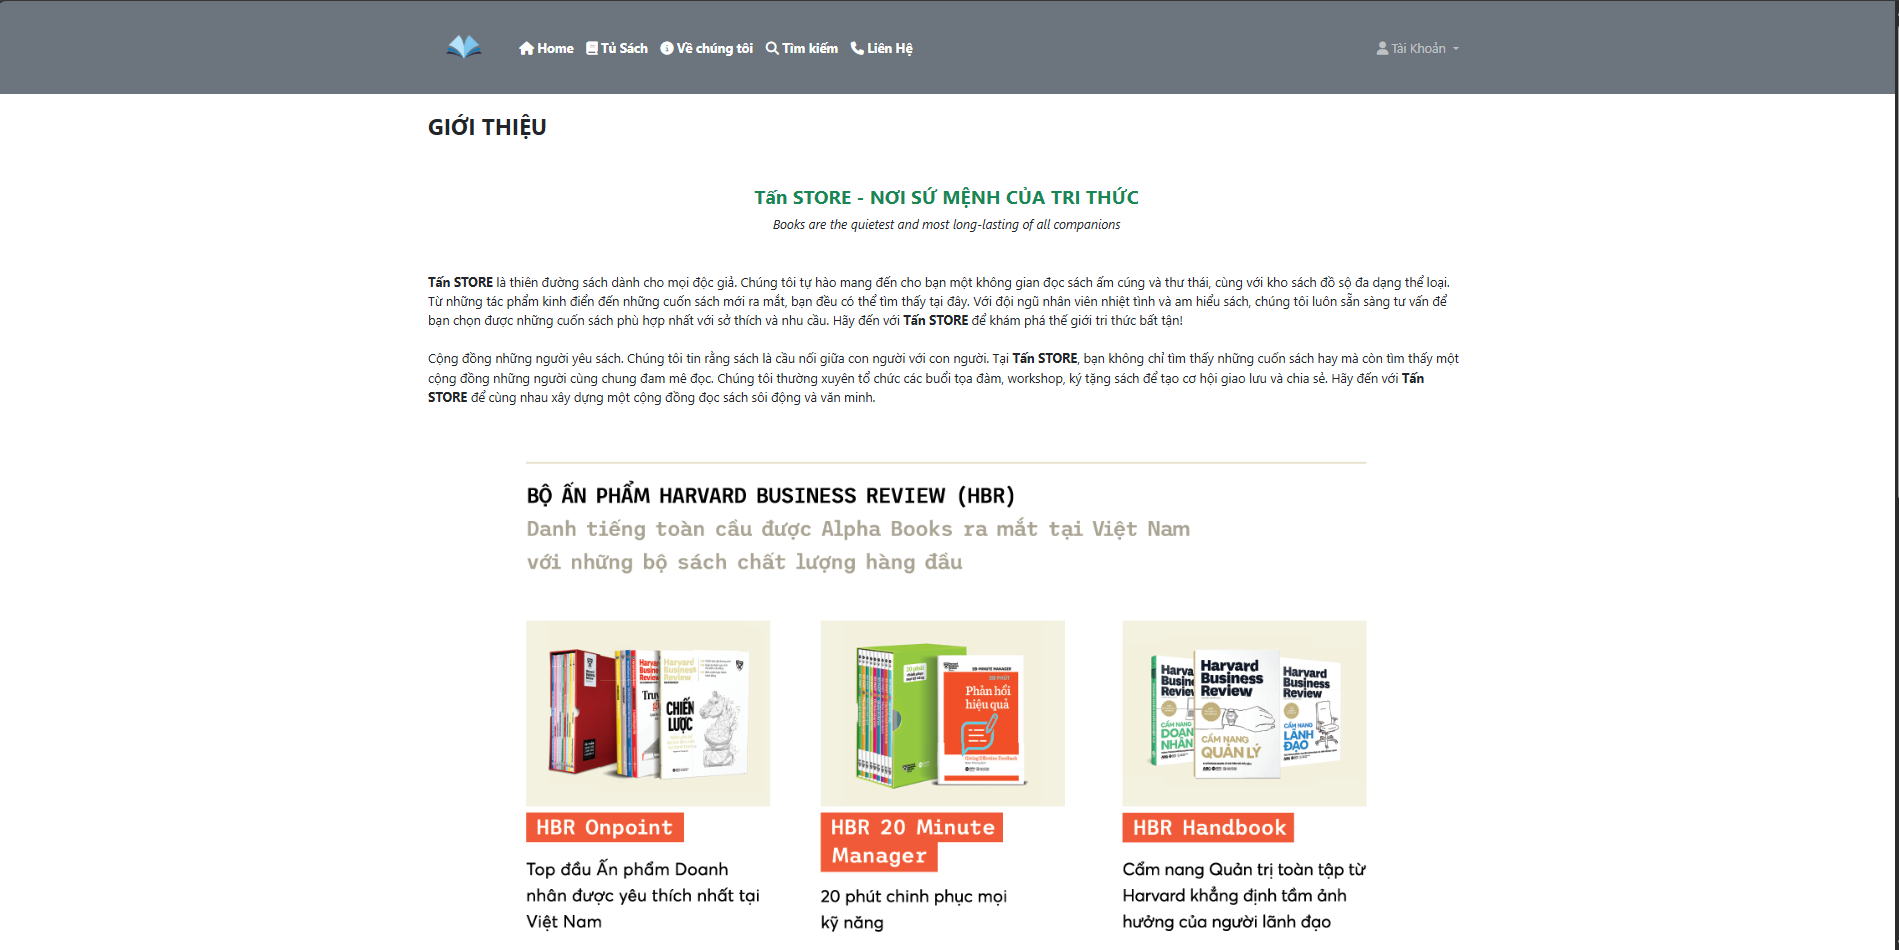 Home Tủ Sách Về chúng tôi Tìm kiếm Liên Hệ Tài Khoản
GIỚI THIỆU
Tấn STORE - NƠI SỨ MỆNH CỦA TRI THỨC
Books are the quietest and most long-lasting of all companions
Tấn STORE là thiên đường sách dành cho mọi độc giả. Chúng tôi tự hào mang đến cho bạn một không gian đọc sách ấm cúng và thư thái, cùng với kho sách đồ sộ đa dạng thể loại.
Từ những tác phẩm kinh điển đến những cuốn sách mới ra mắt, bạn đều có thể tìm thấy tại đây. Với đội ngũ nhân viên nhiệt tình và am hiểu sách, chúng tôi luôn sẵn sàng tư vấn để
bạn chọn được những cuốn sách phù hợp nhất với sở thích và nhu cầu. Hãy đến với Tấn STORE để khám phá thế giới tri thức bất tận!
Cộng đồng những người yêu sách. Chúng tôi tin rằng sách là cầu nối giữa con người với con người. Tại Tấn STORE, bạn không chỉ tìm thấy những cuốn sách hay mà còn tìm thấy một
cộng đồng những người cùng chung đam mê đọc. Chúng tôi thường xuyên tổ chức các buổi tọa đàm, workshop, ký tặng sách để tạo cơ hội giao lưu và chia sẻ. Hãy đến với Tấn
STORE để cùng nhau xây dựng một cộng đồng đọc sách sôi động và văn minh.
BỘ ẤN PHẨM HARVARD BUSINESS REVIEW (HBR)
Danh tiếng toàn cầu được Alpha Books ra mắt tại Việt Nam
với những bộ sách chất lượng hàng đầu
Harvard
Business
Review
CHIẾN
LƯỢC
20 phút
20-MINUTE MANAGER
20 PHÚT
Phản hồi
hiệu quả
Giving Effective Feedback
Harvard
Business
Review
CẨM NANG
DOANH
NHÂN
Harvard
Business
Review
CẨM NANG
QUẢN LÝ
Harvard
Business
Review
CẨM NANG
LÃNH
ĐẠO
HBR Onpoint
Top đầu Ấn phẩm Doanh
nhân được yêu thích nhất tại
Việt Nam
HBR 20 Minute
Manager
20 phút chinh phục mọi
kỹ năng
HBR Handbook
Cẩm nang Quản trị toàn tập từ
Harvard khẳng định tầm ảnh
hưởng của người lãnh đạo